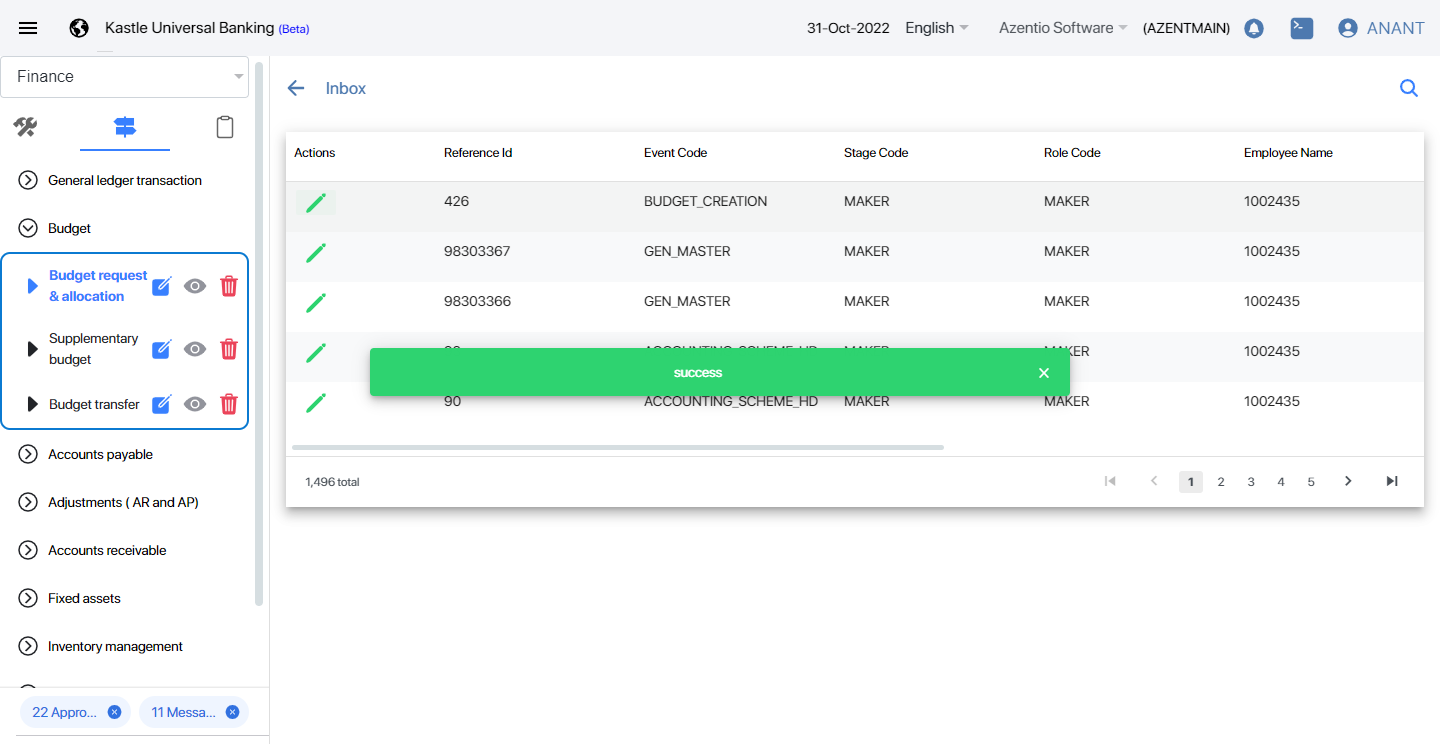 Kastle Universal Banking (Beta)
31-Oct-2022 English Azentio Software (AZENTMAIN) ANANT
Finance
Inbox
General ledger transaction
Budget
Budget request
& allocation
Supplementary
budget
Budget transfer
Accounts payable
Adjustments ( AR and AP)
Accounts receivable
Fixed assets
Inventory management
22 Appro... 11 Messa...
Actions Reference Id Event Code Stage Code Role Code Employee Name
426 BUDGET_CREATION MAKER MAKER 1002435
98303367 GEN_MASTER MAKER MAKER 1002435
98303366 GEN_MASTER MAKER MAKER 1002435
ACCOUNTING_SCHEME_HD MAKER MAKER 1002435
success
90 ACCOUNTING_SCHEME_HD MAKER MAKER 1002435
1,496 total 1 2 3 4 5